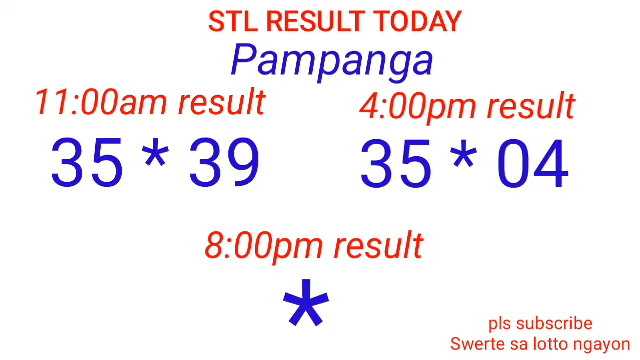 STL RESULT TODAY
Pampanga
11:00am result
35 * 39
4:00pm result
35 * 04
8:00pm result
*
pls subscribe
Swerte sa lotto ngayon